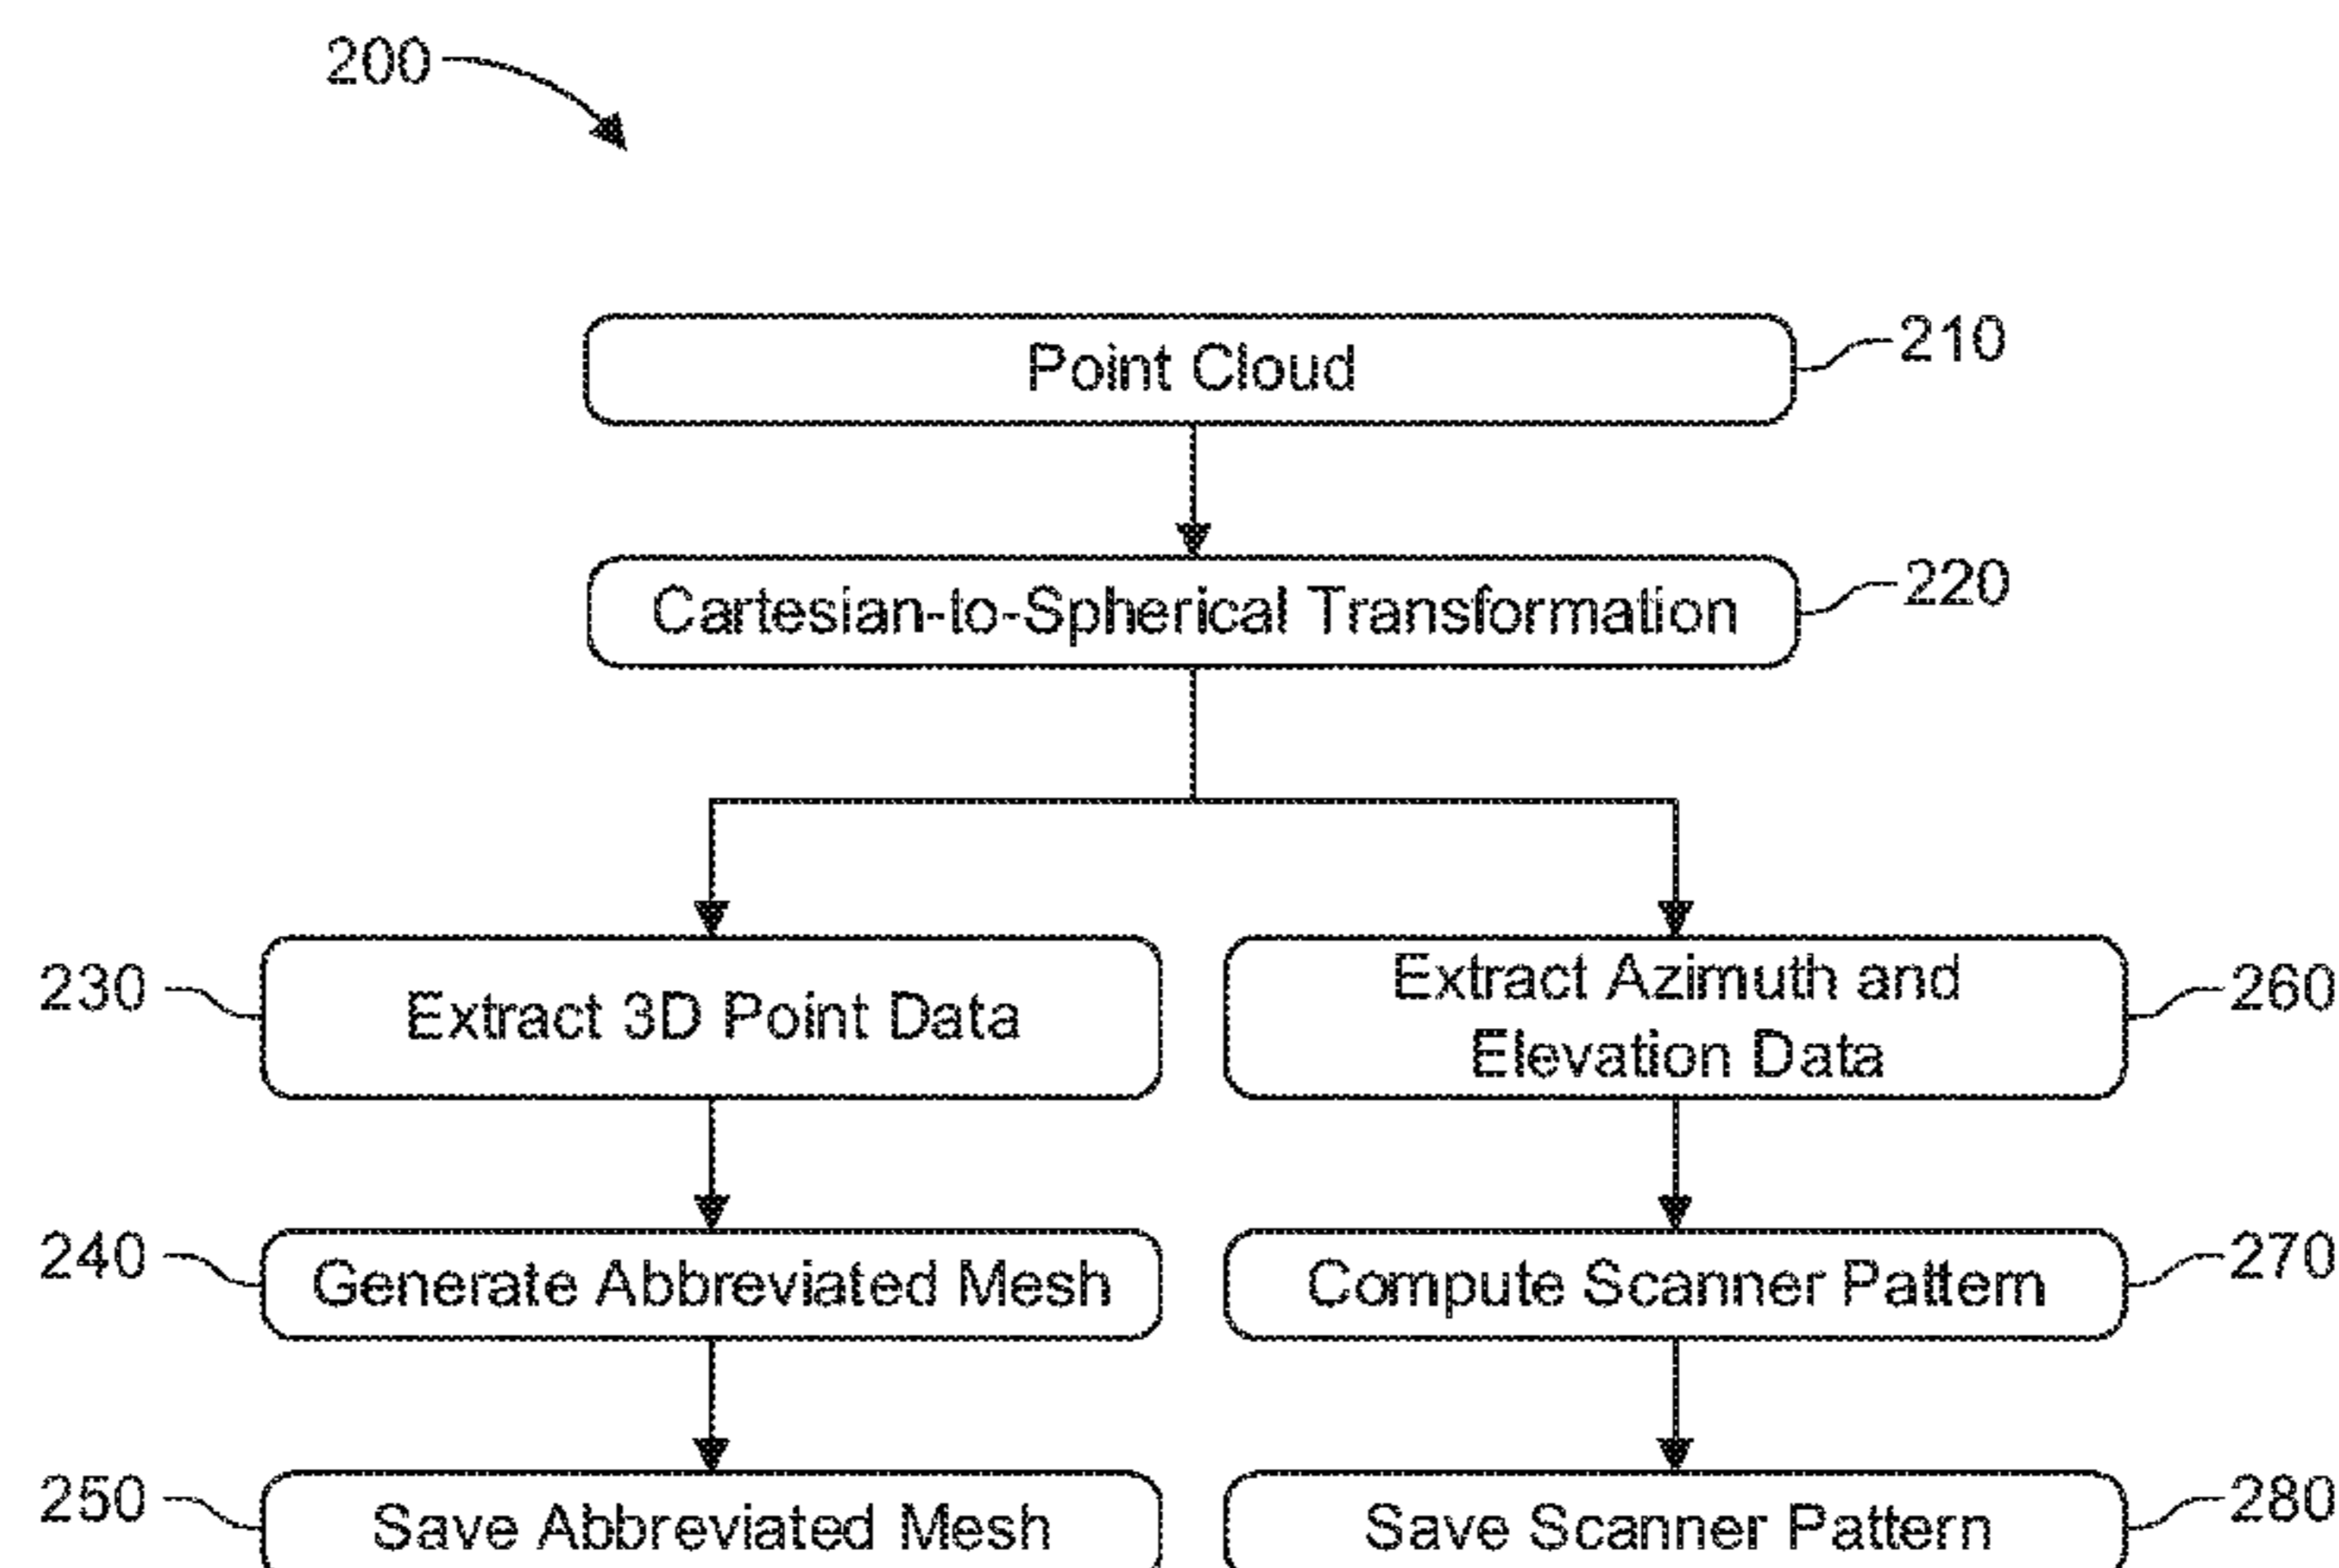 200
Point Cloud
210
Cartesian-to-Spherical Transformation
220
230
Extract 3D Point Data
Extract Azimuth and
Elevation Data
260
240
Generate Abbreviated Mesh
Compute Scanner Pattern
270
250
Save Abbreviated Mesh
Save Scanner Pattern
280